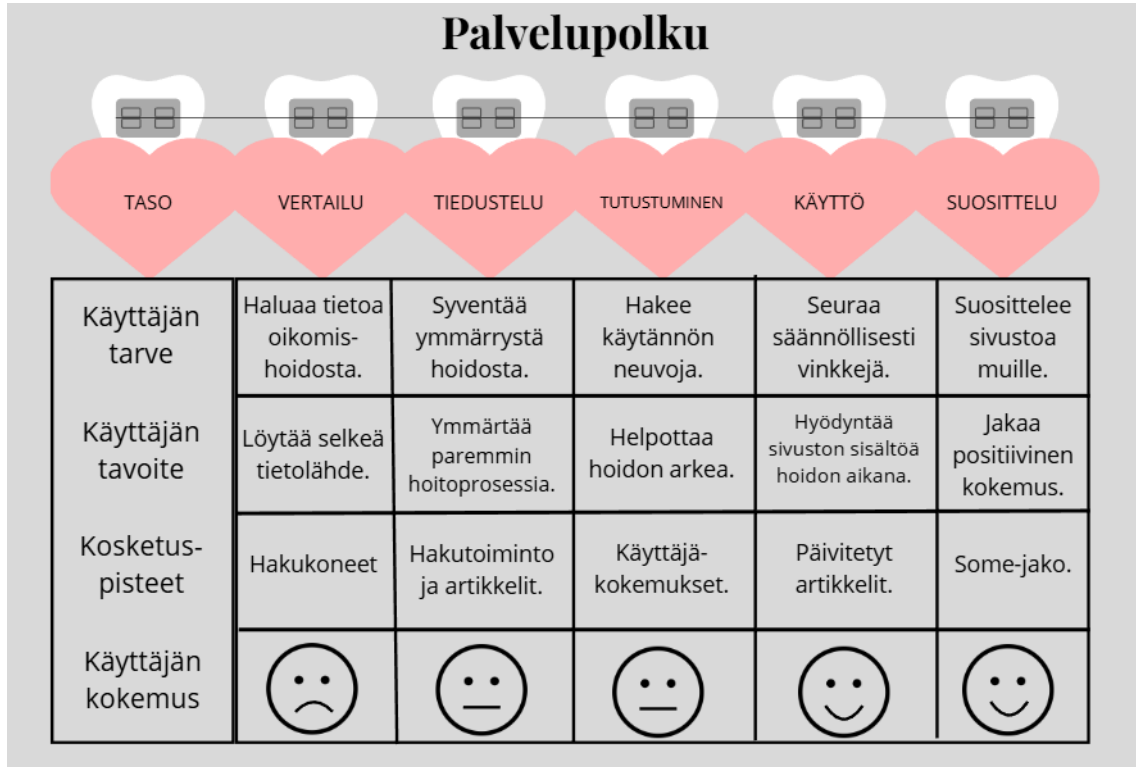 Palvelupolku
TASO
VERTAILU
TIEDUSTELU
TUTUSTUMINEN
KÄYTTÖ
SUOSITTELU
Käyttäjän
tarve
Haluaa tietoa
oikomis-
hoidosta.
Syventää
ymmärrystä
hoidosta.
Hakee
käytännön
neuvoja.
Seuraa
säännöllisesti
vinkkejä.
Suosittelee
sivustoa
muille.
Käyttäjän
tavoite
Löytää selkeä
tietolähde.
Ymmärtää
paremmin
hoitoprosessia.
Helpottaa
hoidon arkea.
Hyödyntää
sivuston sisältöä
hoidon aikana.
Jakaa
positiivinen
kokemus.
Kosketus-
pisteet
Hakukoneet
Hakutoiminto
ja artikkelit.
Käyttäjä-
kokemukset.
Päivitetyt
artikkelit.
Some-jako.
Käyttäjän
kokemus